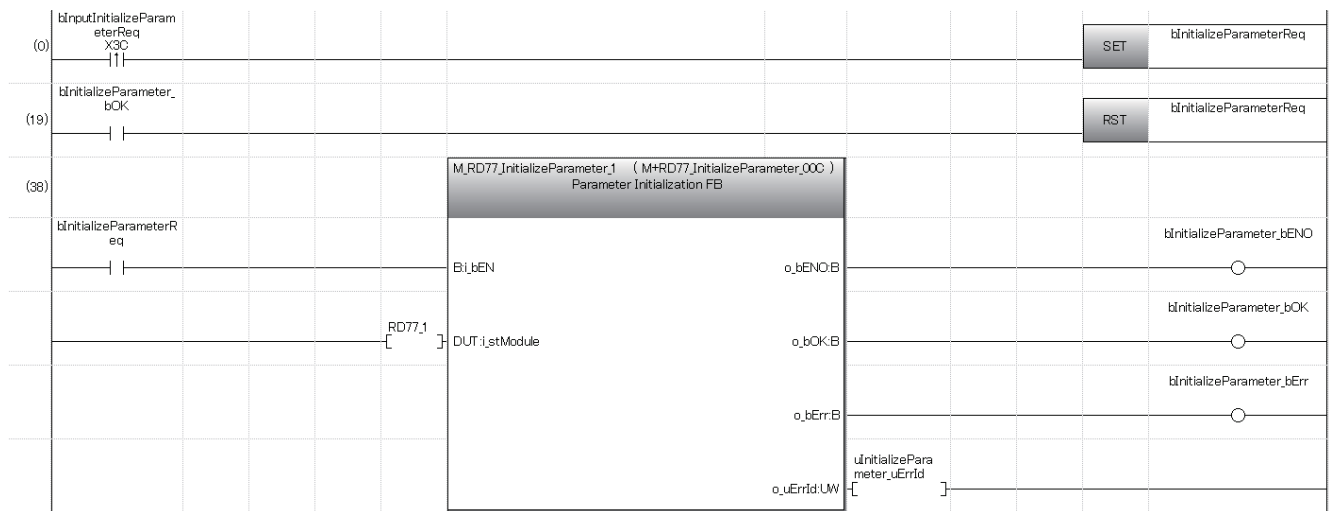 bInputInitializeParam
eterReq
X3C
(0)
SET
bInitializeParameterReq
bInitializeParameter_
bOK
(19)
RST
bInitializeParameterReq
(38)
M_RD77_InitializeParameter_1 ( M+RD77_InitializeParameter_00C )
Parameter Initialization FB
bInitializeParameterR
eq
B:i_bEN
o_bENO:B
bInitializeParameter_bENO
RD77_1
DUT:i_stModule
o_bOK:B
bInitializeParameter_bOK
o_bErr:B
bInitializeParameter_bErr
o_uErrId:UW
uInitializePara
meter_uErrId